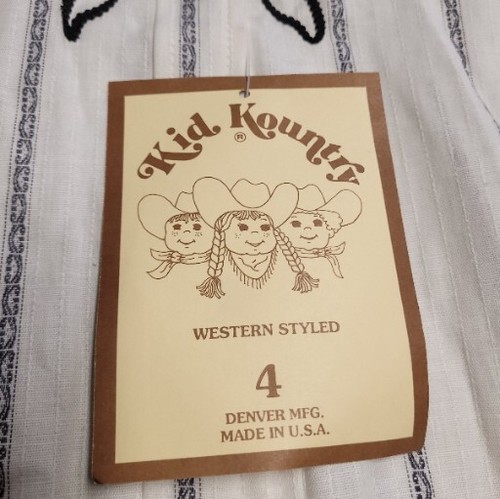 Kid Kountry
®
WESTERN STYLED
4
DENVER MFG.
MADE IN U.S.A.